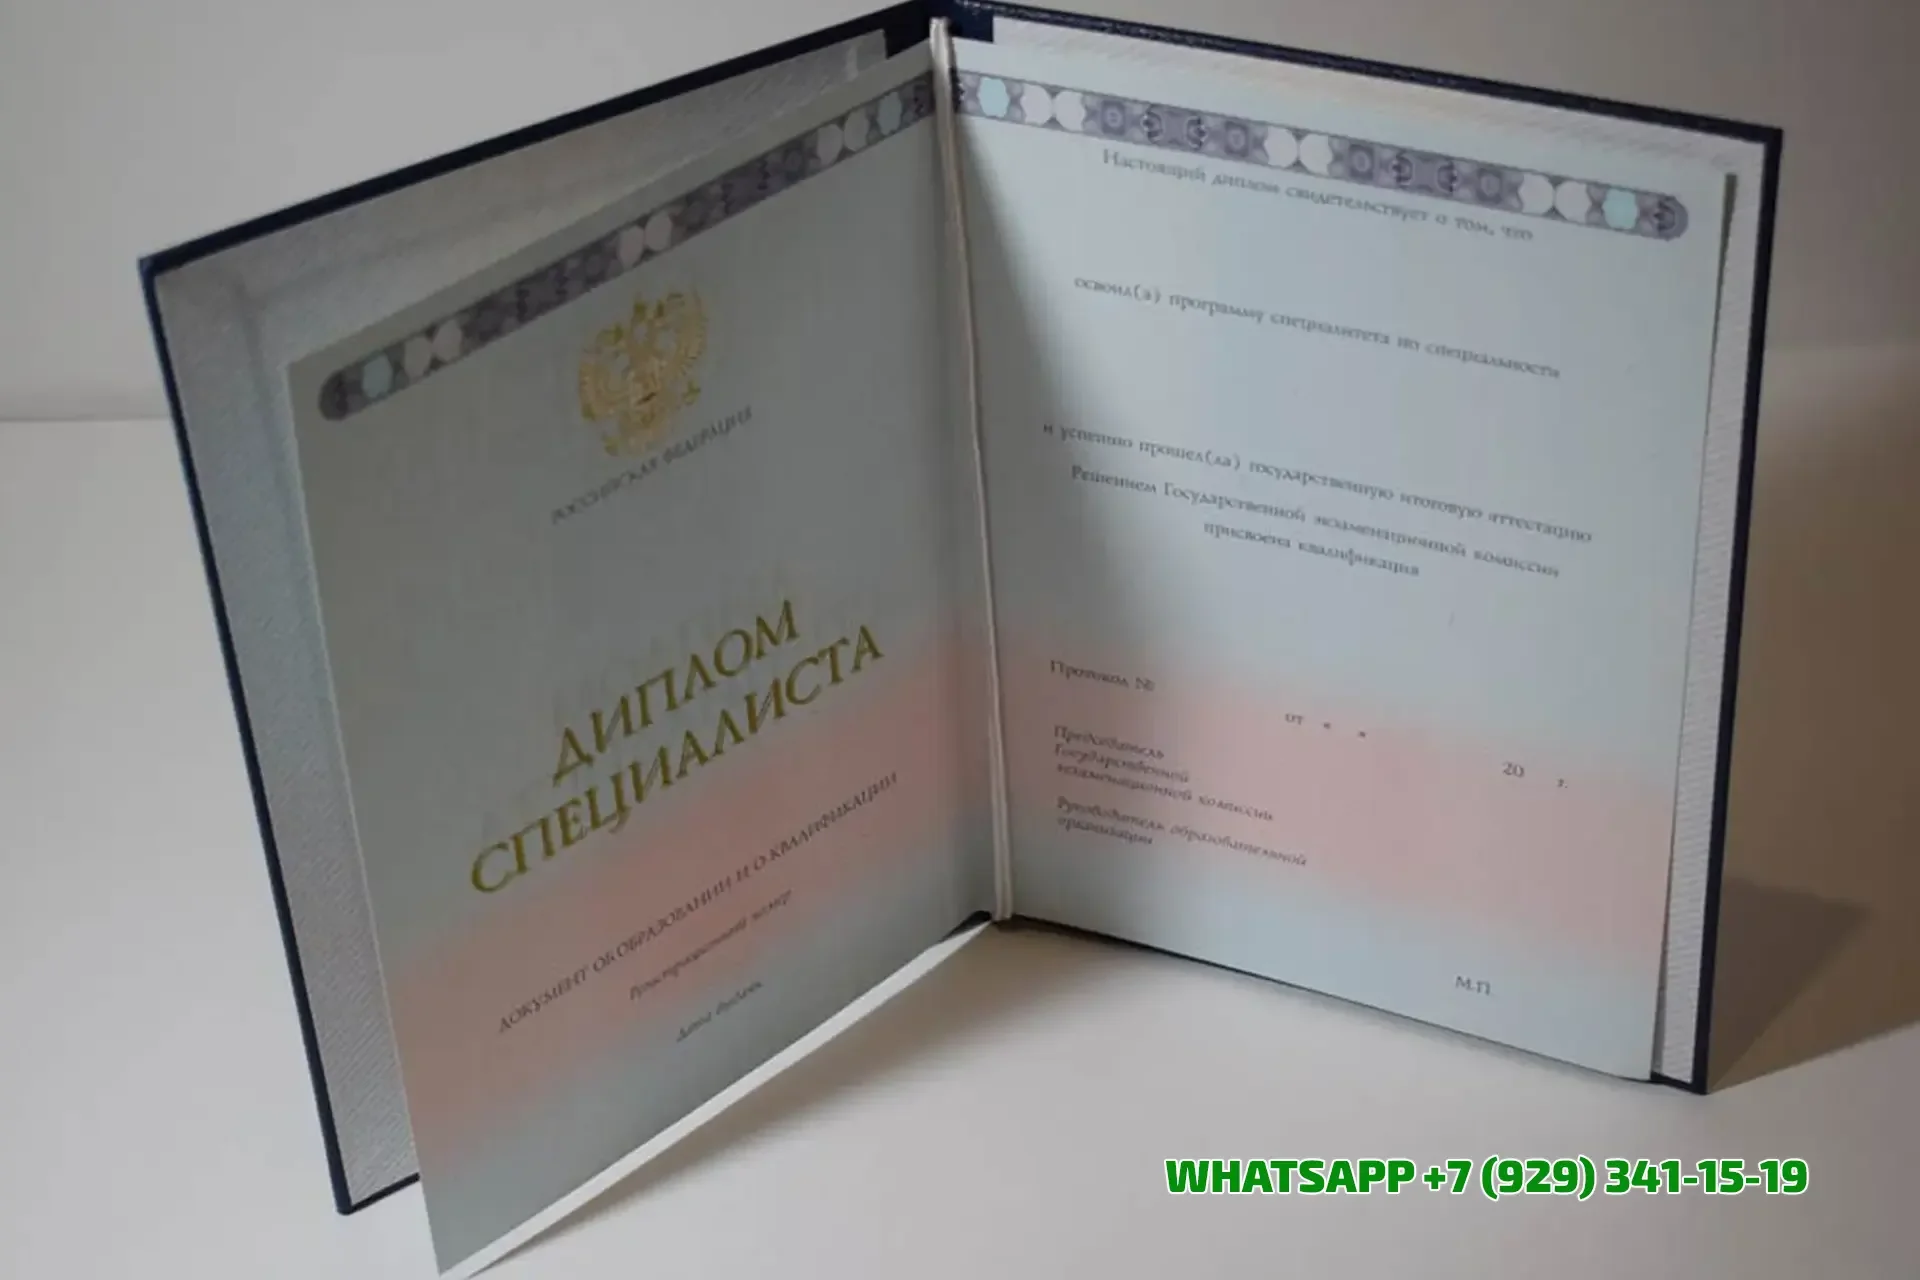 РОССИЙСКАЯ ФЕДЕРАЦИЯ
ДИПЛОМ
СПЕЦИАЛИСТА
ДОКУМЕНТ ОБ ОБРАЗОВАНИИ И О КВАЛИФИКАЦИИ
Регистрационный номер
Дата выдачи
Настоящий диплом свидетельствует о том, что
освоил(а) программу специалитета по специальности
и успешно прошел(ла) государственную итоговую аттестацию
Решением Государственной экзаменационной комиссии
присвоена квалификация
Протокол №
от « » 20 г.
Председатель
Государственной
экзаменационной комиссии
Руководитель образовательной
организации
М.П.
WHATSAPP +7 (929) 341-15-19